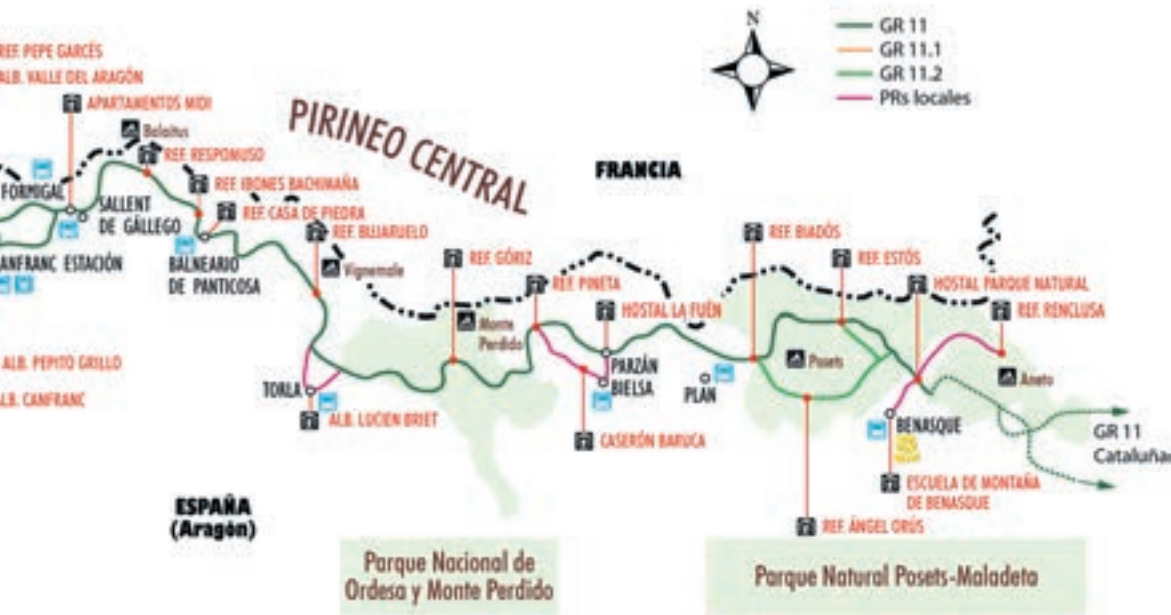 REF. PEPE GARCÉS
ALB. VALLE DEL ARAGÓN
APARTAMENTOS MIDI
Balaitus
REF. RESPOMUSO
FORMIGAL
SALLENT
DE GÁLLEGO
REF. IBONES BACHIMAÑA
REF. CASA DE PIEDRA
ANFRANC ESTACIÓN
BALNEARIO
DE PANTICOSA
REF. BUJARUELO
Vignemale
PIRINEO CENTRAL
N
GR 11
GR 11.1
GR 11.2
PRs locales
FRANCIA
REF. GÓRIZ
REF. PINETA
Monte
Perdido
HOSTAL LA FUÉN
REF. BIADÓS
REF. ESTÓS
HOSTAL PARQUE NATURAL
REF. RENCLUSA
ALB. PEPITO GRILLO
ALB. CANFRANC
TORLA
ALB. LUCIEN BRIET
PARZÁN
BIELSA
PLAN
Posets
Aneto
CASERÓN BARUCA
BENASQUE
GR 11
Cataluña
ESCUELA DE MONTAÑA
DE BENASQUE
REF. ÁNGEL ORÚS
ESPAÑA
(Aragón)
Parque Nacional de
Ordesa y Monte Perdido
Parque Natural Posets-Maladeta